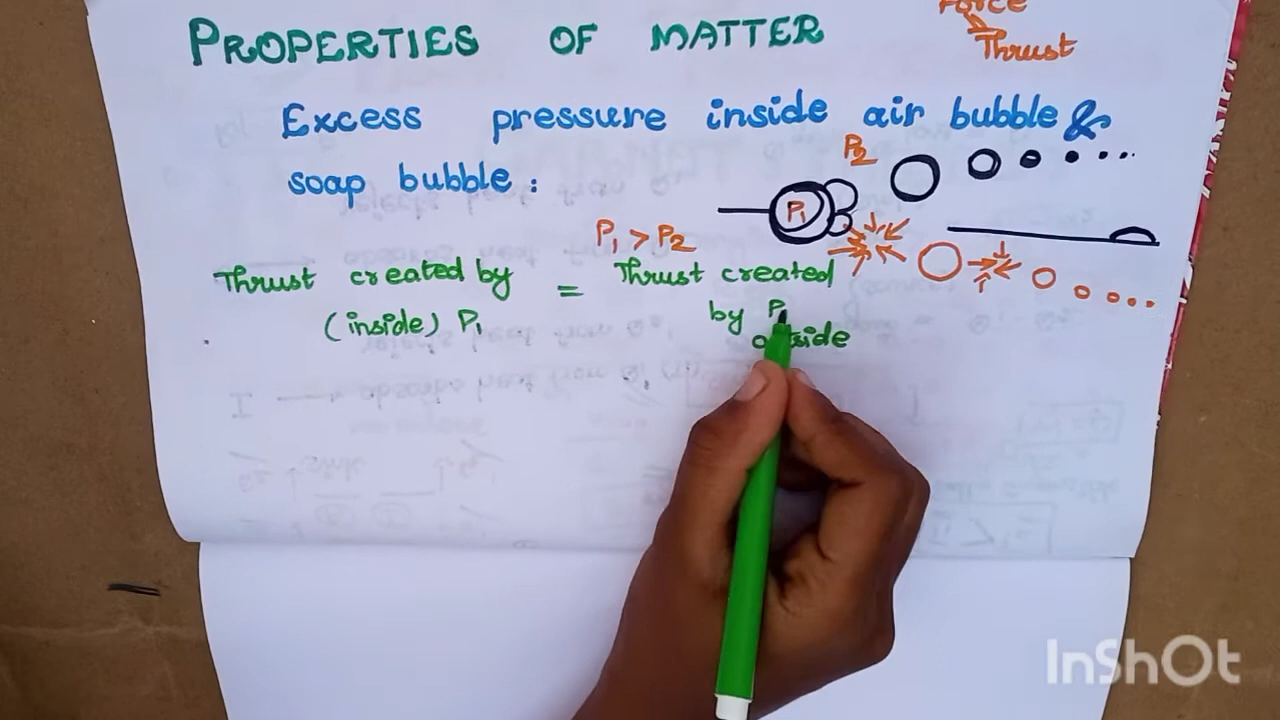 Force
Thrust
PROPERTIES OF MATTER
Excess pressure inside air bubble &
soap bubble :
P2
P1
P1 > P2
Thrust created by = Thrust created
(inside) P1 by P
outside
InShOt